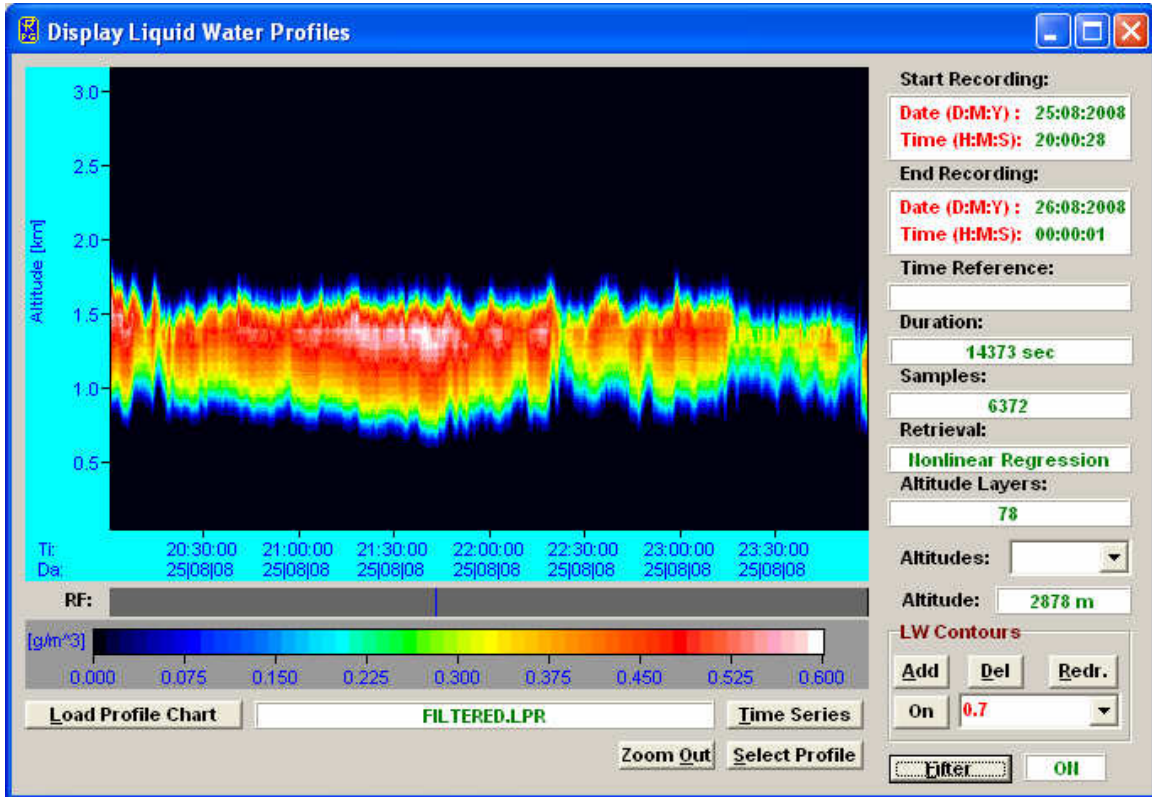 Display Liquid Water Profiles
3.0
2.5
2.0
1.5
1.0
0.5
Altitude [km]
Ti: 20:30:00 21:00:00 21:30:00 22:00:00 22:30:00 23:00:00 23:30:00
Da: 25|08|08 25|08|08 25|08|08 25|08|08 25|08|08 25|08|08 25|08|08
RF:
[g/m^3]
0.000 0.075 0.150 0.225 0.300 0.375 0.450 0.525 0.600
Load Profile Chart FILTERED.LPR Time Series
Zoom Out Select Profile
Start Recording:
Date (D:M:Y) : 25:08:2008
Time (H:M:S): 20:00:28
End Recording:
Date (D:M:Y) : 26:08:2008
Time (H:M:S): 00:00:01
Time Reference:
Duration:
14373 sec
Samples:
6372
Retrieval:
Nonlinear Regression
Altitude Layers:
78
Altitudes:
Altitude: 2878 m
LW Contours
Add Del Redr.
On 0.7
Filter ON